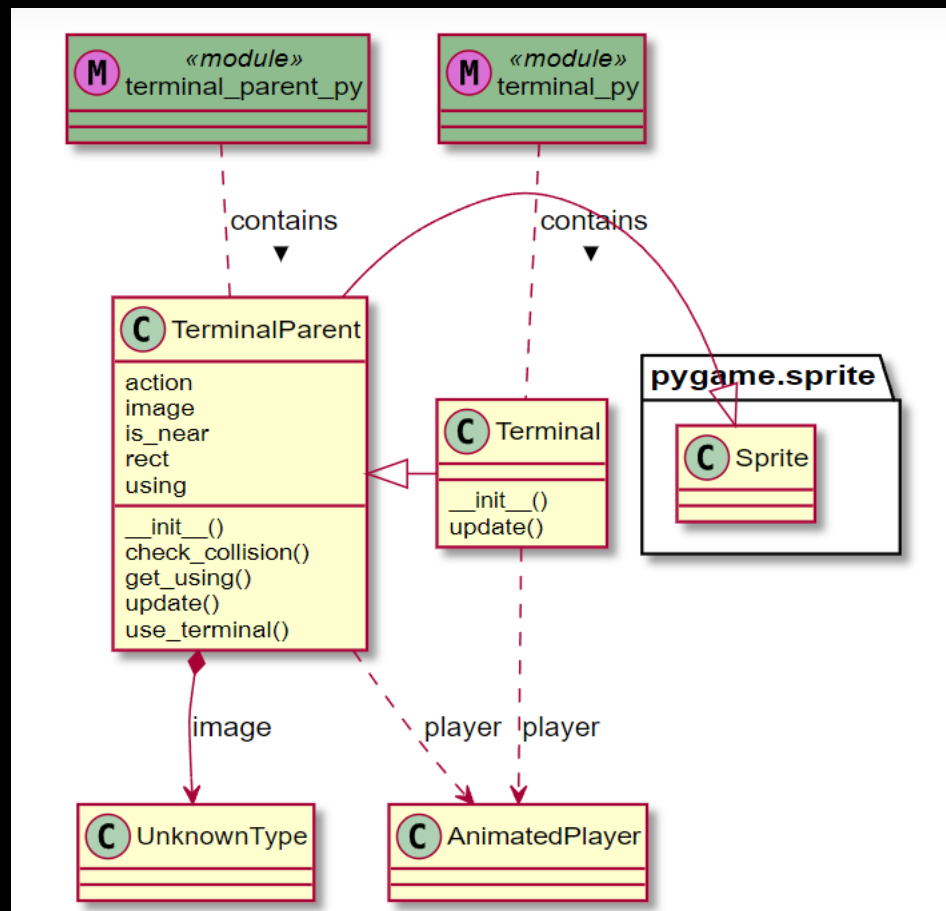 M
«module»
terminal_parent_py
M
«module»
terminal_py
contains
▼
contains
▼
C TerminalParent
action
image
is_near
rect
using
__init__()
check_collision()
get_using()
update()
use_terminal()
C Terminal
__init__()
update()
pygame.sprite
C Sprite
image
player
player
C UnknownType
C AnimatedPlayer